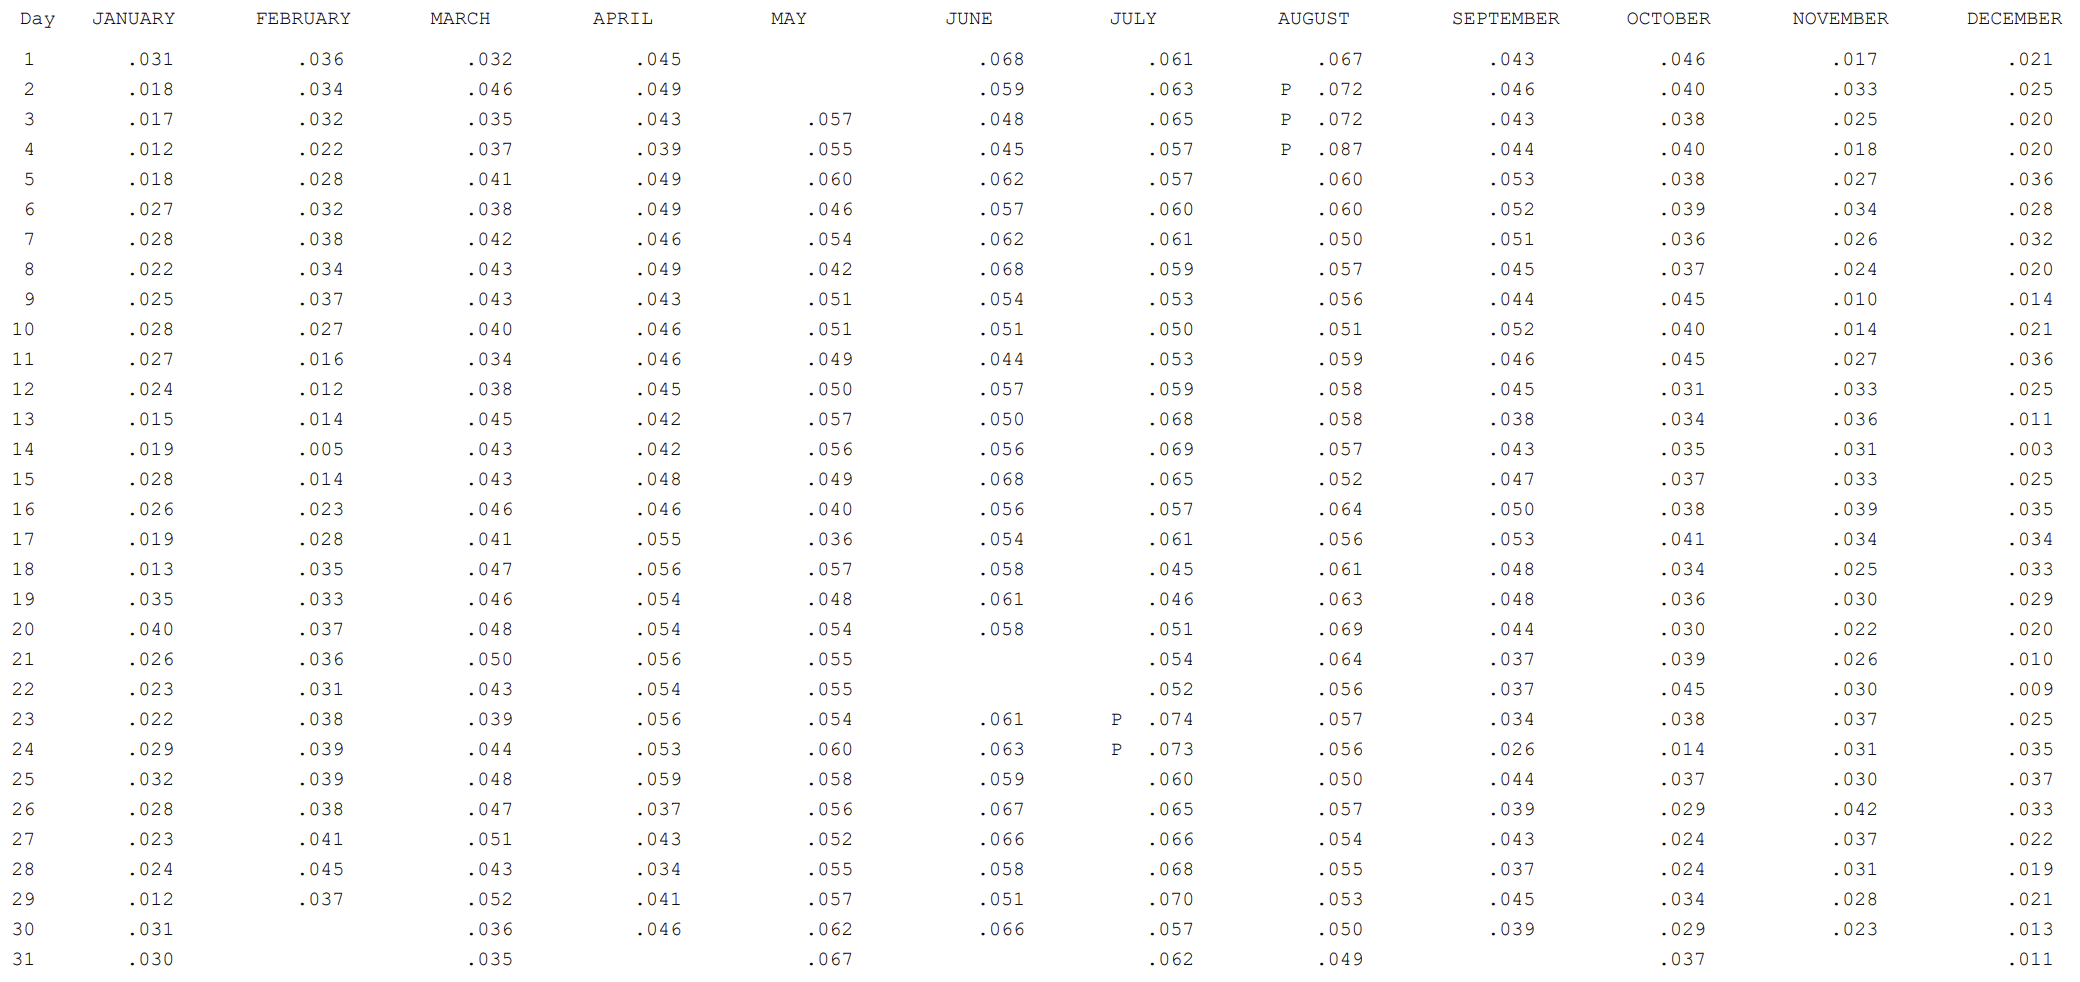 Day JANUARY FEBRUARY MARCH APRIL MAY JUNE JULY AUGUST SEPTEMBER OCTOBER NOVEMBER DECEMBER
1 .031 .036 .032 .045 .068 .061 .067 .043 .046 .017 .021
2 .018 .034 .046 .049 .059 .063 P .072 .046 .040 .033 .025
3 .017 .032 .035 .043 .057 .048 .065 P .072 .043 .038 .025 .020
4 .012 .022 .037 .039 .055 .045 .057 P .087 .044 .040 .018 .020
5 .018 .028 .041 .049 .060 .062 .057 .060 .053 .038 .027 .036
6 .027 .032 .038 .049 .046 .057 .060 .060 .052 .039 .034 .028
7 .028 .038 .042 .046 .054 .062 .061 .050 .051 .036 .026 .032
8 .022 .034 .043 .049 .042 .068 .059 .057 .045 .037 .024 .020
9 .025 .037 .043 .043 .051 .054 .053 .056 .044 .045 .010 .014
10 .028 .027 .040 .046 .051 .051 .050 .051 .052 .040 .014 .021
11 .027 .016 .034 .046 .049 .044 .053 .059 .046 .045 .027 .036
12 .024 .012 .038 .045 .050 .057 .059 .058 .045 .031 .033 .025
13 .015 .014 .045 .042 .057 .050 .068 .058 .038 .034 .036 .011
14 .019 .005 .043 .042 .056 .056 .069 .057 .043 .035 .031 .003
15 .028 .014 .043 .048 .049 .068 .065 .052 .047 .037 .033 .025
16 .026 .023 .046 .046 .040 .056 .057 .064 .050 .038 .039 .035
17 .019 .028 .041 .055 .036 .054 .061 .056 .053 .041 .034 .034
18 .013 .035 .047 .056 .057 .058 .045 .061 .048 .034 .025 .033
19 .035 .033 .046 .054 .048 .061 .046 .063 .048 .036 .030 .029
20 .040 .037 .048 .054 .054 .058 .051 .069 .044 .030 .022 .020
21 .026 .036 .050 .056 .055 .054 .064 .037 .039 .026 .010
22 .023 .031 .043 .054 .055 .052 .056 .037 .045 .030 .009
23 .022 .038 .039 .056 .054 .061 P .074 .057 .034 .038 .037 .025
24 .029 .039 .044 .053 .060 .063 P .073 .056 .026 .014 .031 .035
25 .032 .039 .048 .059 .058 .059 .060 .050 .044 .037 .030 .037
26 .028 .038 .047 .037 .056 .067 .065 .057 .039 .029 .042 .033
27 .023 .041 .051 .043 .052 .066 .066 .054 .043 .024 .037 .022
28 .024 .045 .043 .034 .055 .058 .068 .055 .037 .024 .031 .019
29 .012 .037 .052 .041 .057 .051 .070 .053 .045 .034 .028 .021
30 .031 .036 .046 .062 .066 .057 .050 .039 .029 .023 .013
31 .030 .035 .067 .062 .049 .037 .011